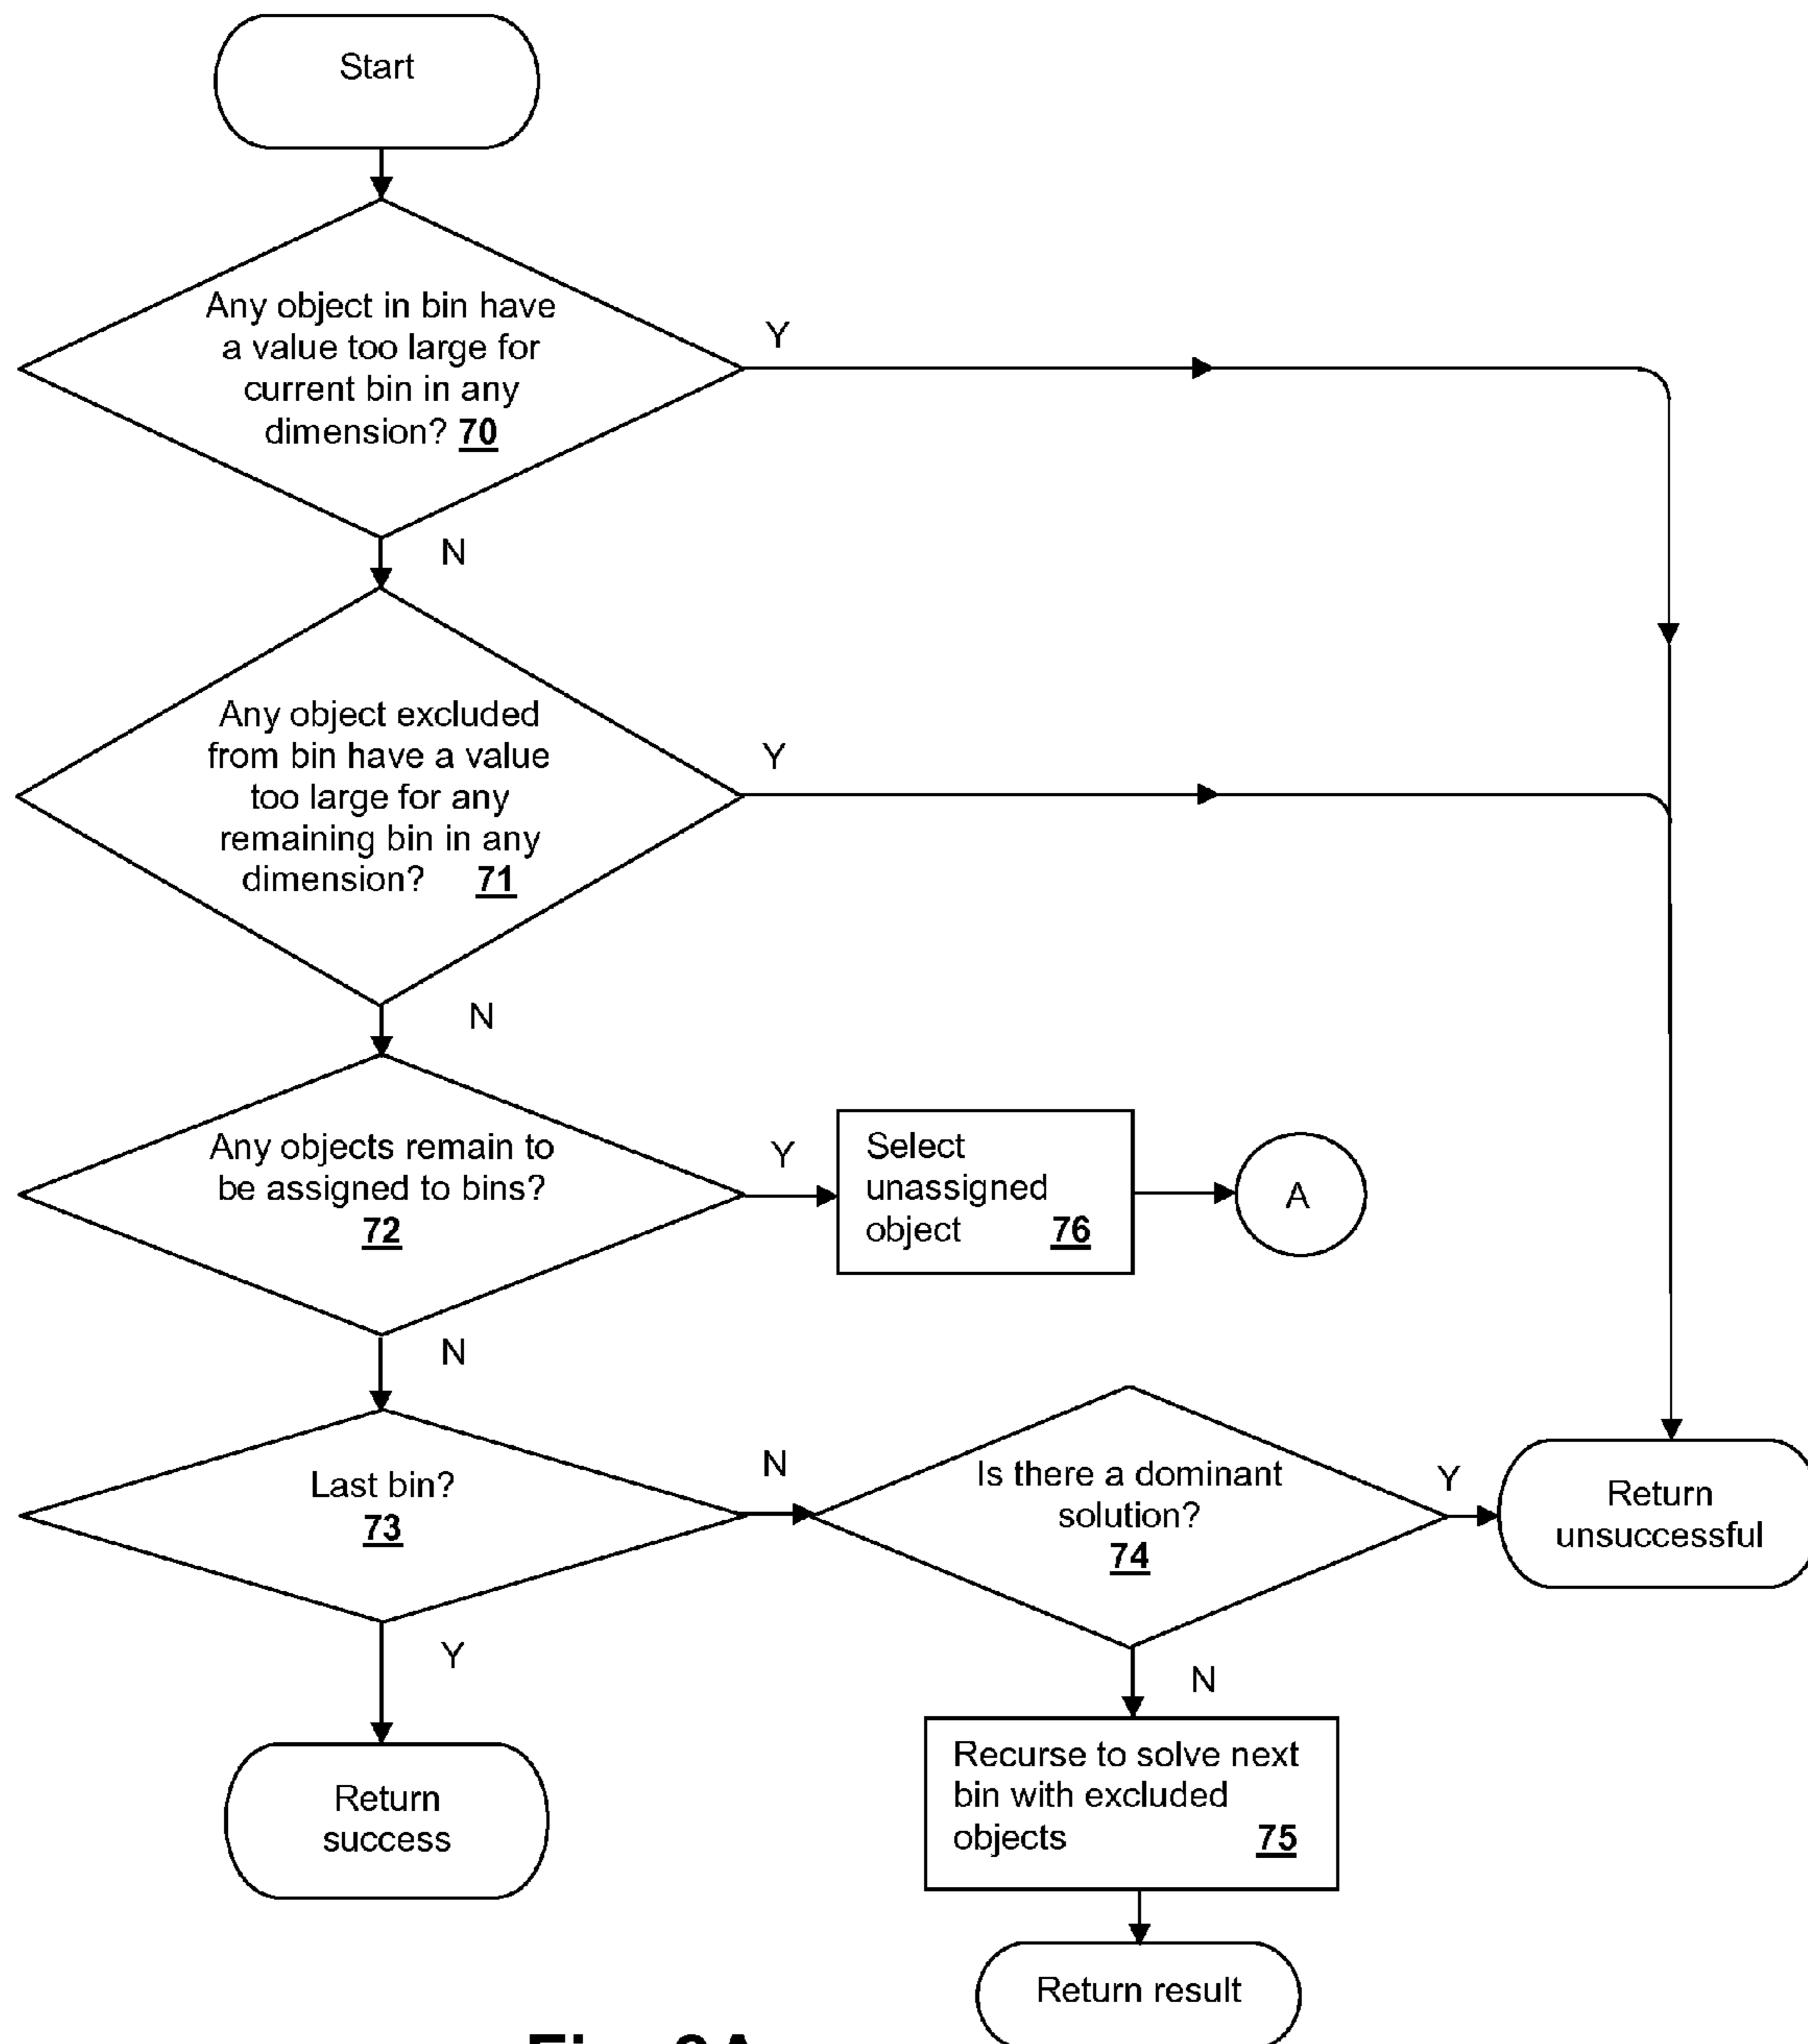 Start
Any object in bin have
a value too large for
current bin in any
dimension? 70
Y
N
Any object excluded
from bin have a value
too large for any
remaining bin in any
dimension? 71
Y
N
Any objects remain to
be assigned to bins?
72
Y
Select
unassigned
object 76
A
N
Last bin?
73
N
Is there a dominant
solution?
74
Y
Return
unsuccessful
Y
N
Return
success
Recurse to solve next
bin with excluded
objects 75
Return result